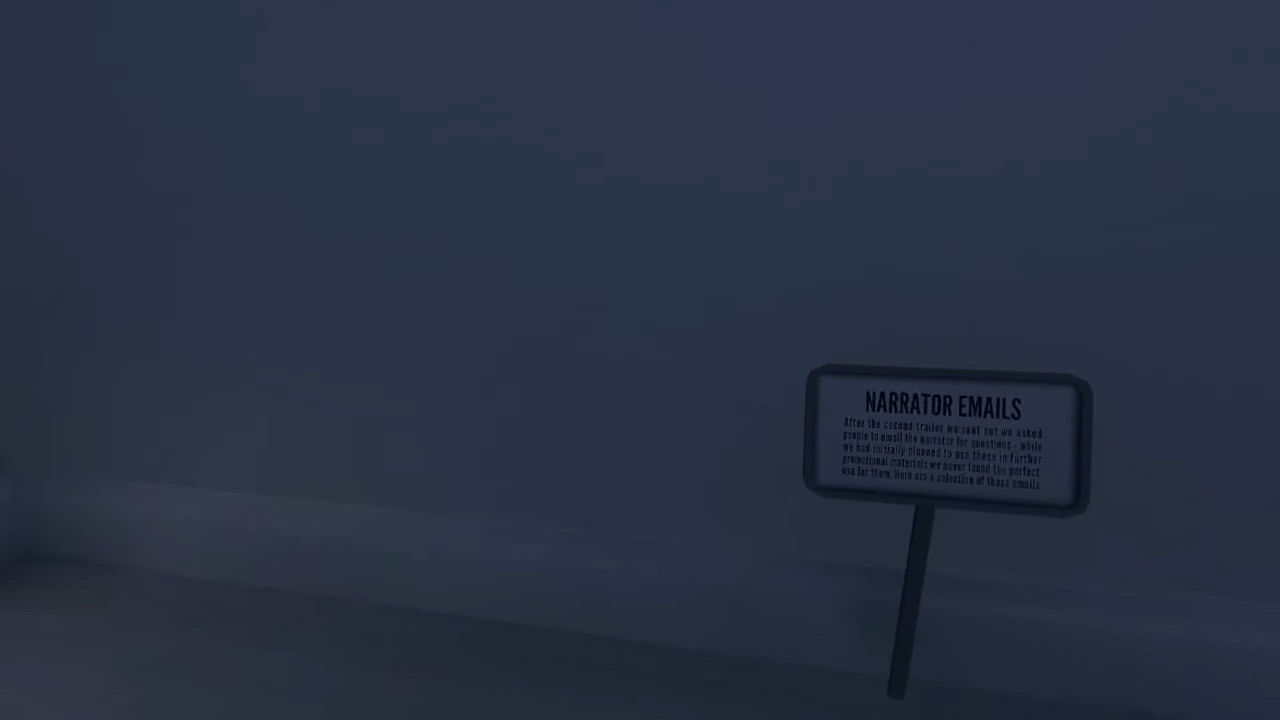 NARRATOR EMAILS
After the second trailer we sent out we asked
people to email the narrator for questions - while
we had initially planned to use these in further
promotional materials we never found the perfect
use for them. Here are a selection of those emails